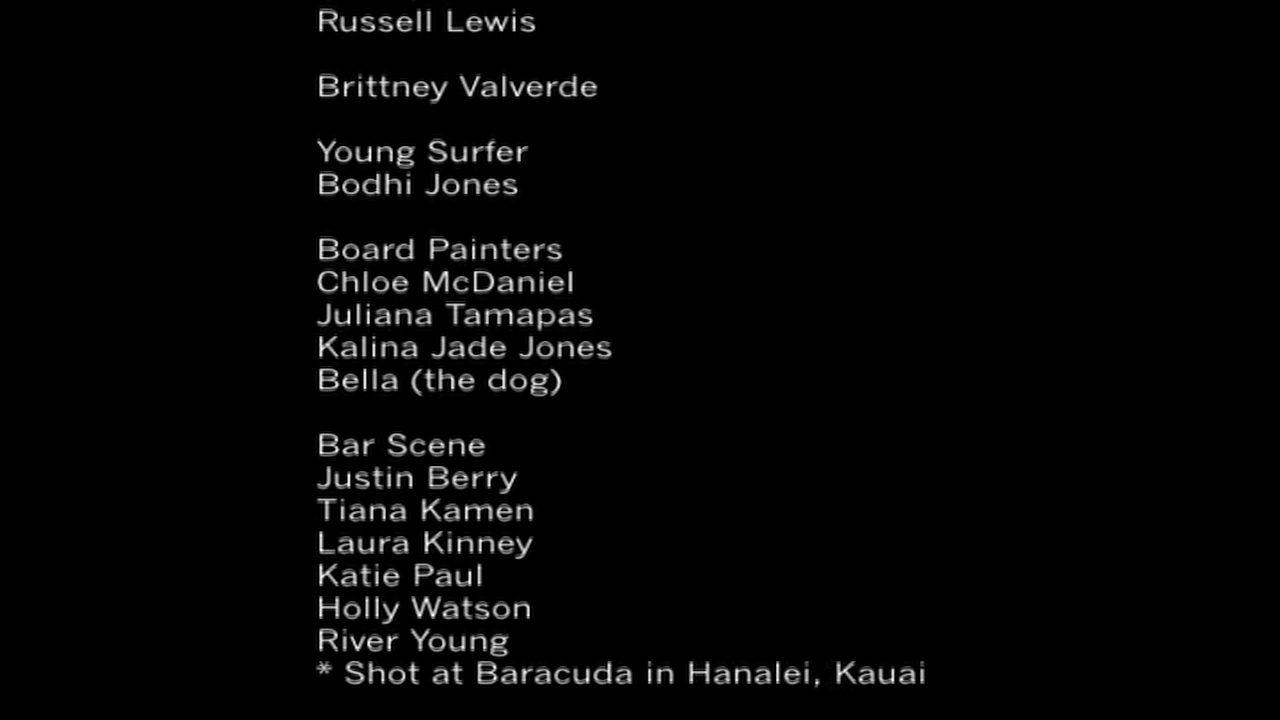 Russell Lewis
Brittney Valverde
Young Surfer
Bodhi Jones
Board Painters
Chloe McDaniel
Juliana Tamapas
Kalina Jade Jones
Bella (the dog)
Bar Scene
Justin Berry
Tiana Kamen
Laura Kinney
Katie Paul
Holly Watson
River Young
* Shot at Baracuda in Hanalei, Kauai